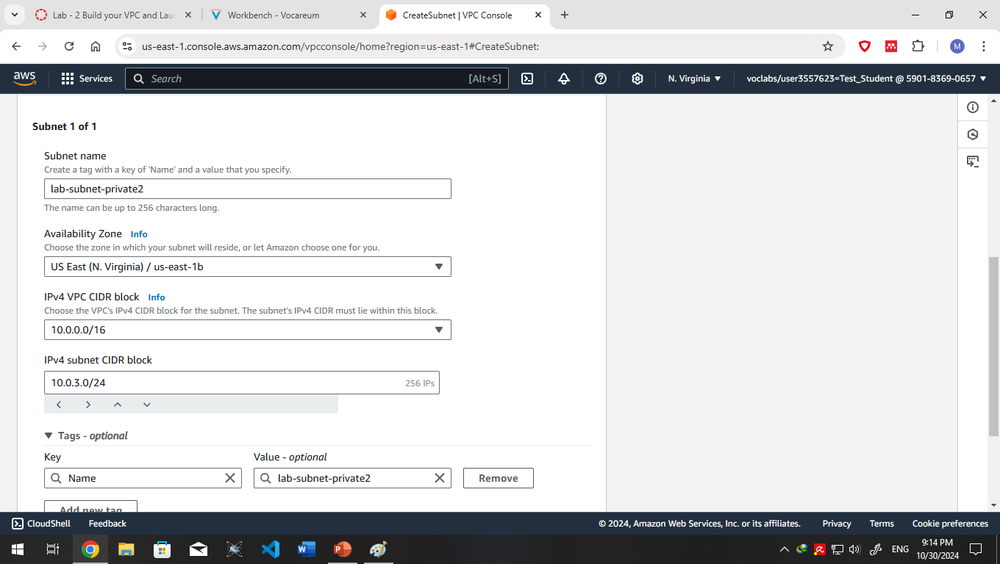 Lab - 2 Build your VPC and Lau
Workbench - Vocareum
CreateSubnet | VPC Console
us-east-1.console.aws.amazon.com/vpcconsole/home?region=us-east-1#CreateSubnet:
M
aws
Services
Search
[Alt+S]
N. Virginia
voclabs/user3557623=Test_Student @ 5901-8369-0657
Subnet 1 of 1
Subnet name
Create a tag with a key of 'Name' and a value that you specify.
lab-subnet-private2
The name can be up to 256 characters long.
Availability Zone Info
Choose the zone in which your subnet will reside, or let Amazon choose one for you.
US East (N. Virginia) / us-east-1b
IPv4 VPC CIDR block Info
Choose the VPC's IPv4 CIDR block for the subnet. The subnet's IPv4 CIDR must lie within this block.
10.0.0.0/16
IPv4 subnet CIDR block
10.0.3.0/24
256 IPs
Tags - optional
Key
Value - optional
Name
lab-subnet-private2
Remove
Add new tag
CloudShell
Feedback
© 2024, Amazon Web Services, Inc. or its affiliates.
Privacy
Terms
Cookie preferences
ENG
9:14 PM
10/30/2024